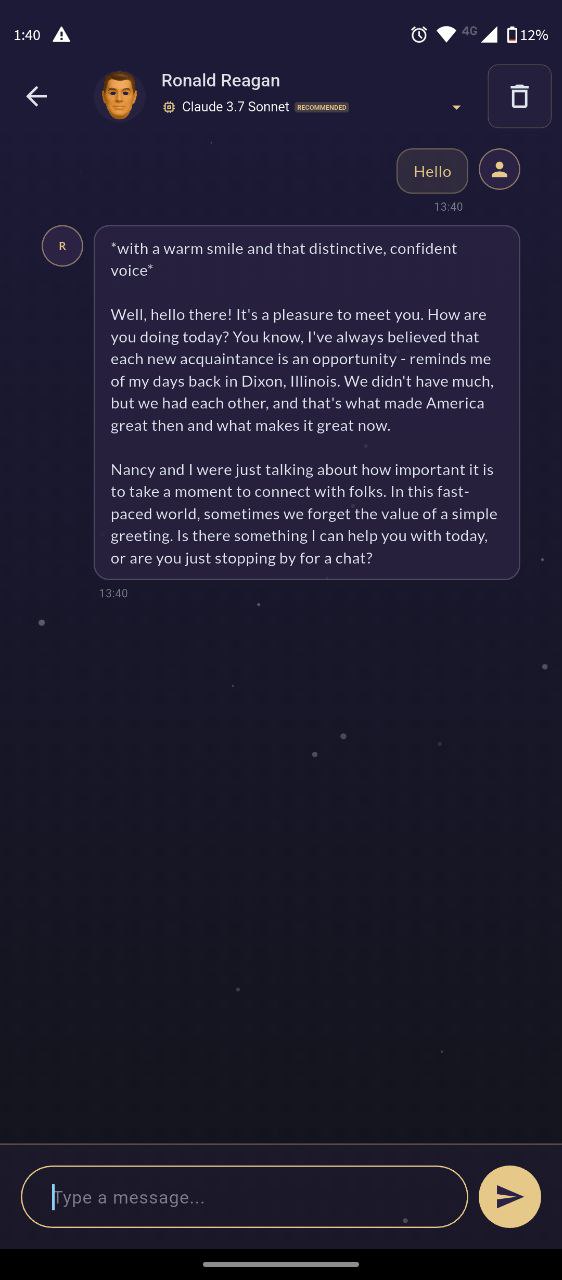 1:40
4G
12%
Ronald Reagan
Claude 3.7 Sonnet RECOMMENDED
Hello
13:40
R
*with a warm smile and that distinctive, confident
voice*
Well, hello there! It's a pleasure to meet you. How are
you doing today? You know, I've always believed that
each new acquaintance is an opportunity - reminds me
of my days back in Dixon, Illinois. We didn't have much,
but we had each other, and that's what made America
great then and what makes it great now.
Nancy and I were just talking about how important it is
to take a moment to connect with folks. In this fast-
paced world, sometimes we forget the value of a simple
greeting. Is there something I can help you with today,
or are you just stopping by for a chat?
13:40
Type a message...